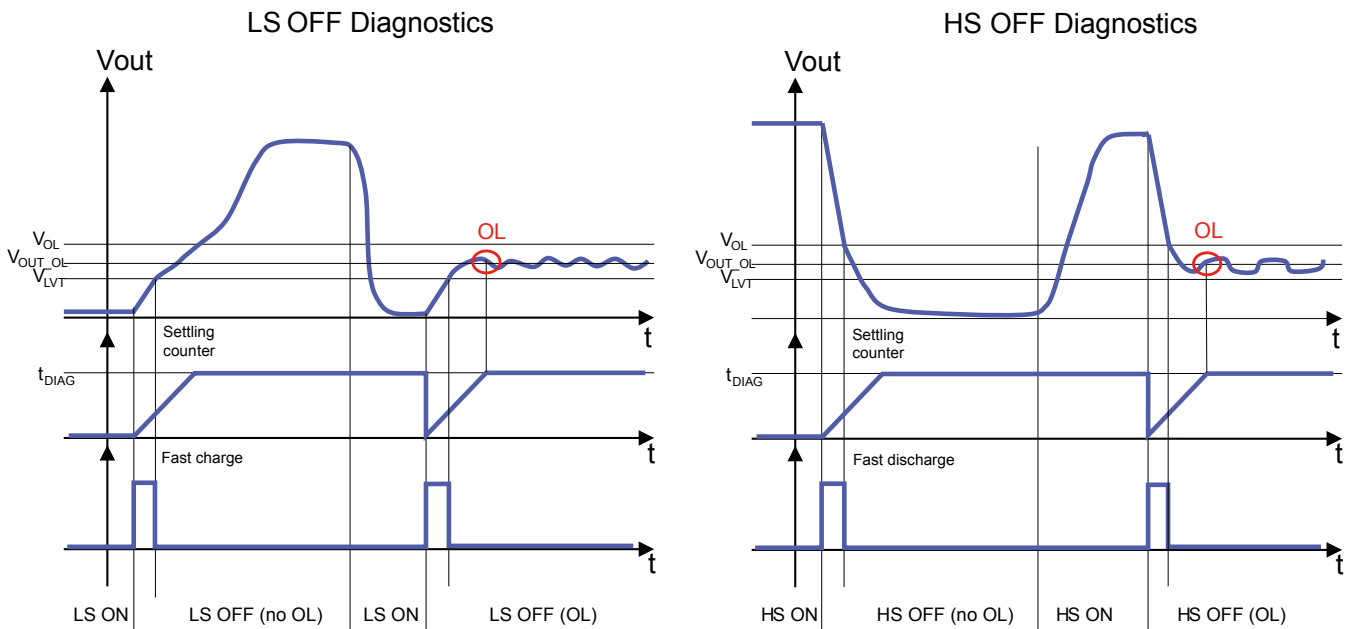 LS OFF Diagnostics
Vout
V_OL
V_OUT_OL
V_LVT
OL
t
Settling
counter
t_DIAG
t
Fast charge
t
LS ON
LS OFF (no OL)
LS ON
LS OFF (OL)
HS OFF Diagnostics
Vout
V_OL
V_OUT_OL
V_LVT
OL
t
Settling
counter
t_DIAG
t
Fast discharge
t
HS ON
HS OFF (no OL)
HS ON
HS OFF (OL)